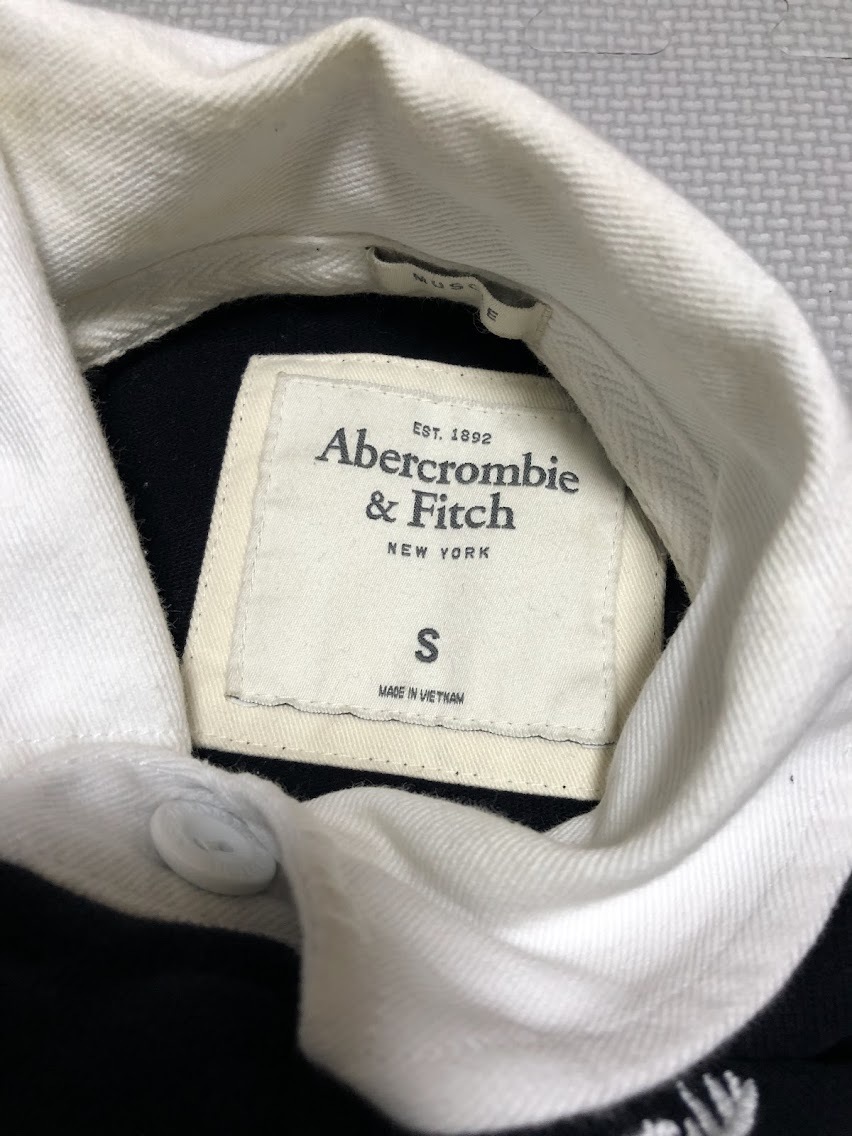 MUSCLE
EST. 1892
Abercrombie
& Fitch
NEW YORK
S
MADE IN VIETNAM